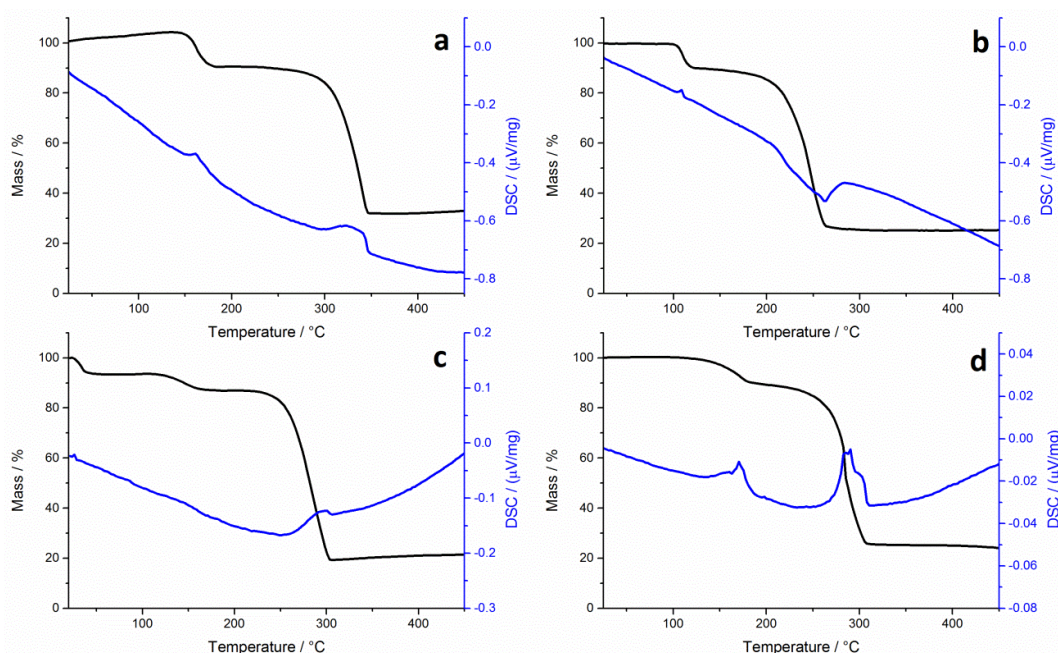 a
100
80
60
40
20
0
Mass / %
0.0
-0.2
-0.4
-0.6
-0.8
DSC / (μV/mg)
100 200 300 400
Temperature / °C
b
100
80
60
40
20
0
Mass / %
0.0
-0.2
-0.4
-0.6
-0.8
DSC / (μV/mg)
100 200 300 400
Temperature / °C
c
100
80
60
40
20
0
Mass / %
0.2
0.1
0.0
-0.1
-0.2
-0.3
DSC / (μV/mg)
100 200 300 400
Temperature / °C
d
100
80
60
40
20
0
Mass / %
0.04
0.02
0.00
-0.02
-0.04
-0.06
-0.08
DSC / (μV/mg)
100 200 300 400
Temperature / °C